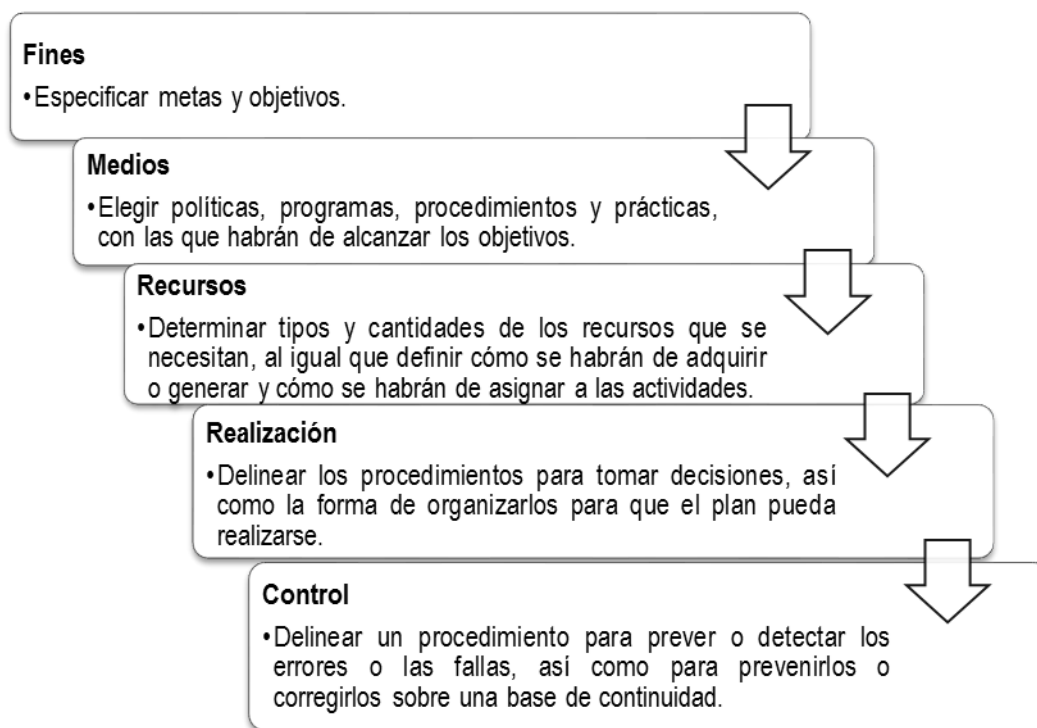 Fines
•Especificar metas y objetivos.
Medios
•Elegir políticas, programas, procedimientos y prácticas,
con las que habrán de alcanzar los objetivos.
Recursos
•Determinar tipos y cantidades de los recursos que se
necesitan, al igual que definir cómo se habrán de adquirir
o generar y cómo se habrán de asignar a las actividades.
Realización
•Delinear los procedimientos para tomar decisiones, así
como la forma de organizarlos para que el plan pueda
realizarse.
Control
•Delinear un procedimiento para prever o detectar los
errores o las fallas, así como para prevenirlos o
corregirlos sobre una base de continuidad.